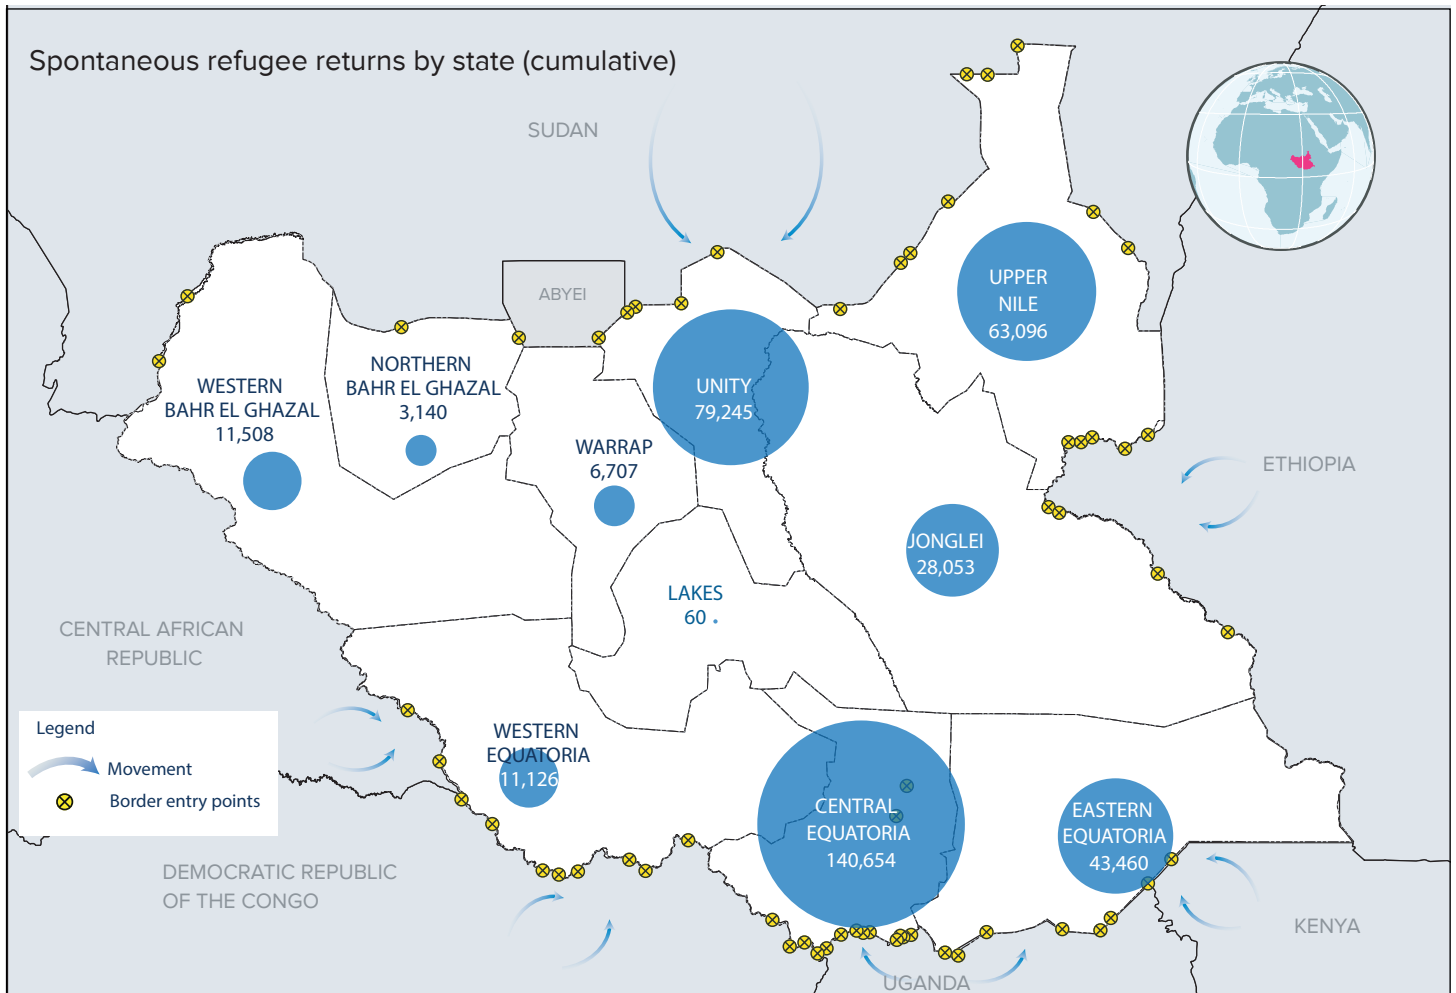 Spontaneous refugee returns by state (cumulative)
SUDAN
UPPER
NILE
63,096
ABYEI
NORTHERN
BAHR EL GHAZAL
3,140
WESTERN
BAHR EL GHAZAL
11,508
UNITY
79,245
WARRAP
6,707
ETHIOPIA
JONGLEI
28,053
LAKES
60
CENTRAL AFRICAN
REPUBLIC
Legend
Movement
Border entry points
WESTERN
EQUATORIA
11,126
CENTRAL
EQUATORIA
140,654
EASTERN
EQUATORIA
43,460
DEMOCRATIC REPUBLIC
OF THE CONGO
KENYA
UGANDA